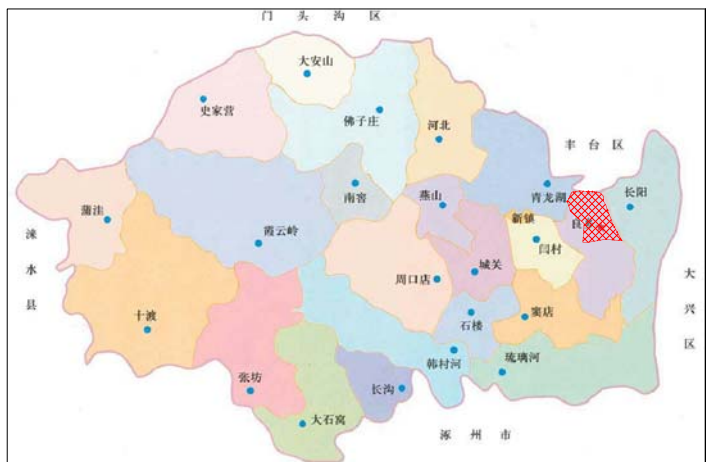 门头沟区
大安山
史家营
佛子庄
河北
丰台区
南窖
燕山
青龙湖
长阳
蒲洼
新镇
霞云岭
闫村
涞水县
周口店
城关
大兴区
十渡
石楼
窦店
韩村河
琉璃河
张坊
长沟
大石窝
涿州市